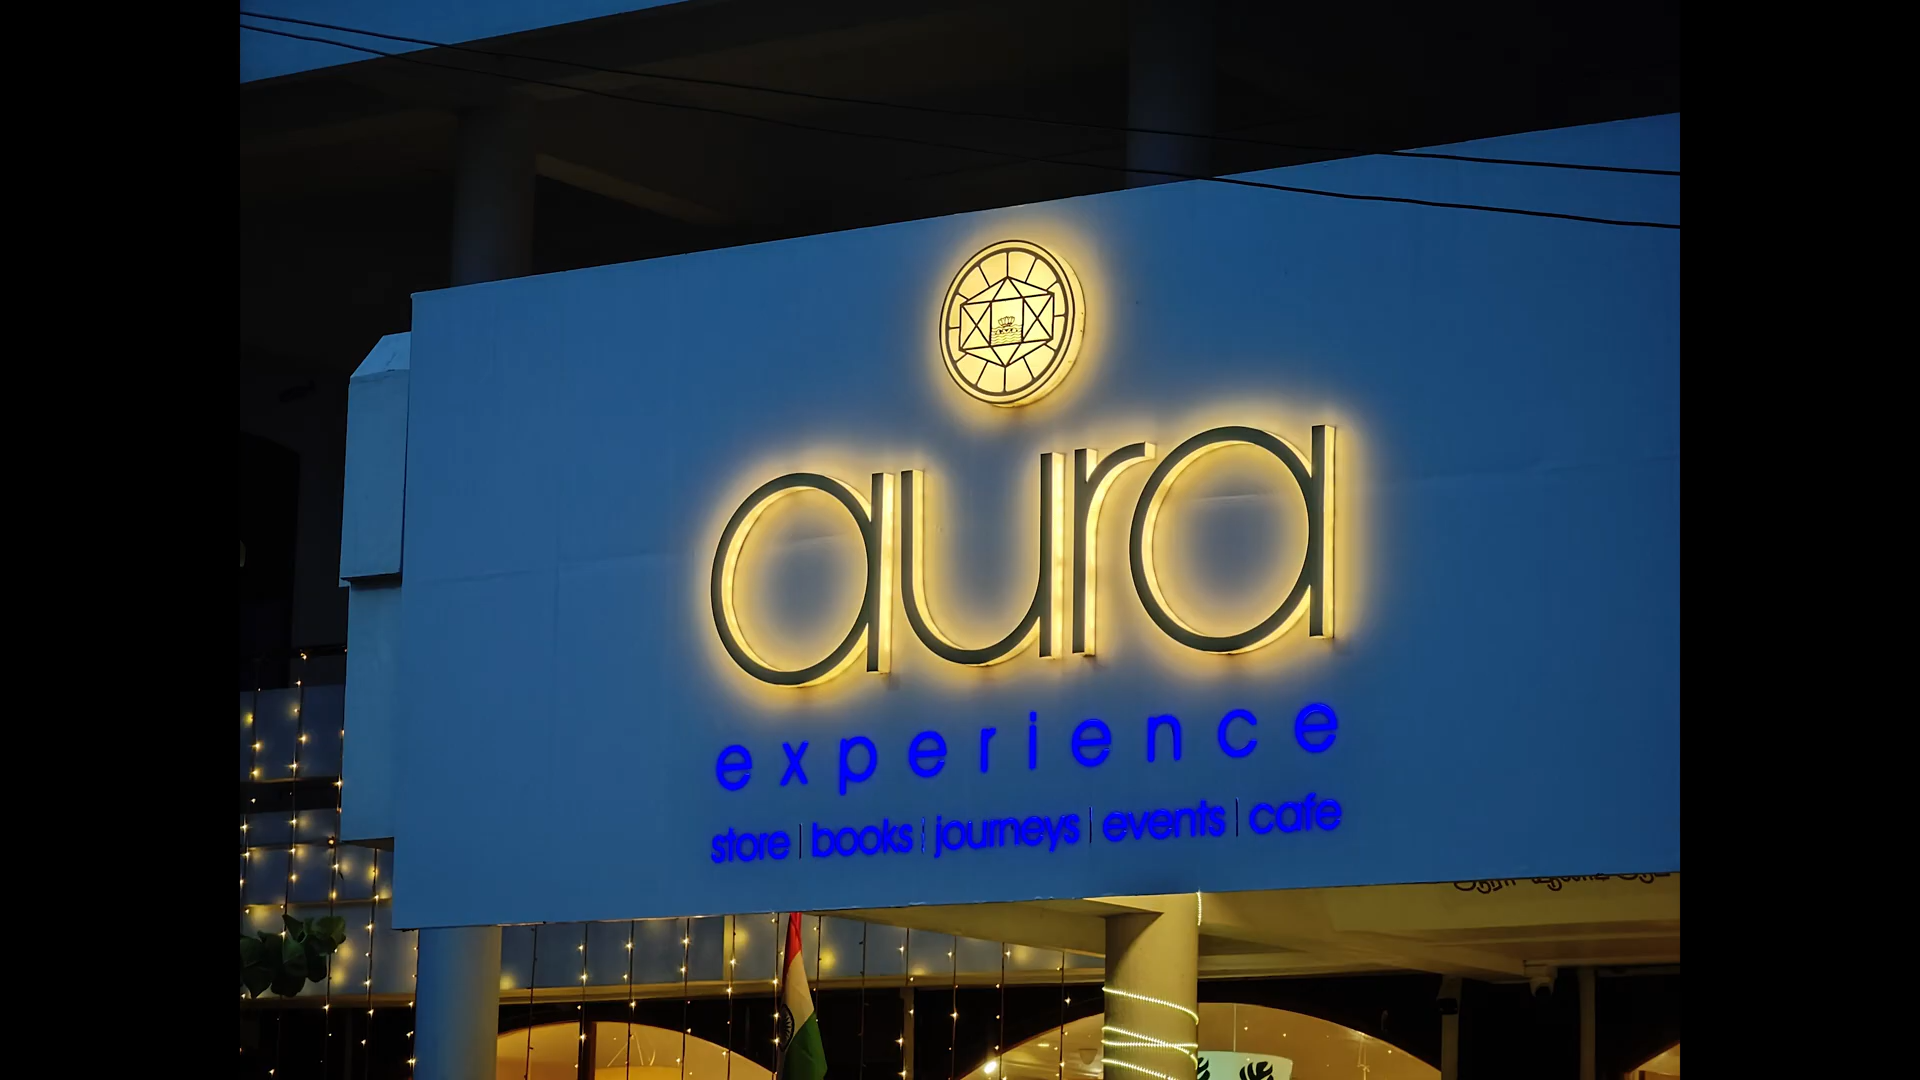 aura
experience
store | books | journeys | events | cafe